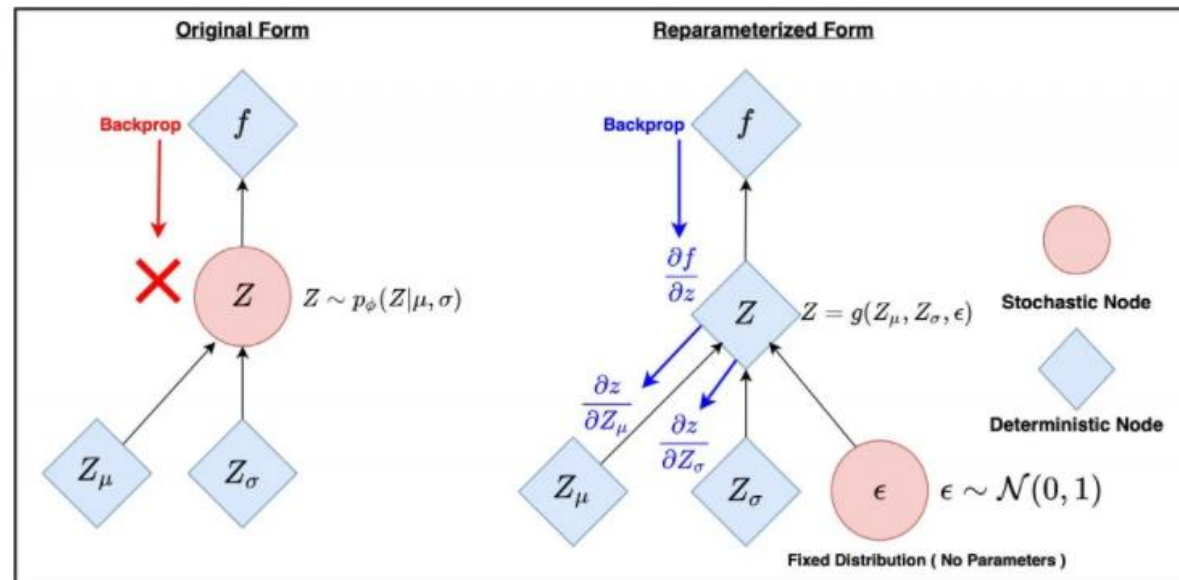 Original Form
Backprop
f
Z
Z ∼ p_ϕ(Z|μ, σ)
Z_μ
Z_σ
Reparameterized Form
Backprop
f
∂f/∂z
Z
Z = g(Z_μ, Z_σ, ϵ)
∂z/∂Z_μ
∂z/∂Z_σ
Z_μ
Z_σ
ϵ
ϵ ∼ 𝒩(0, 1)
Fixed Distribution ( No Parameters )
Stochastic Node
Deterministic Node